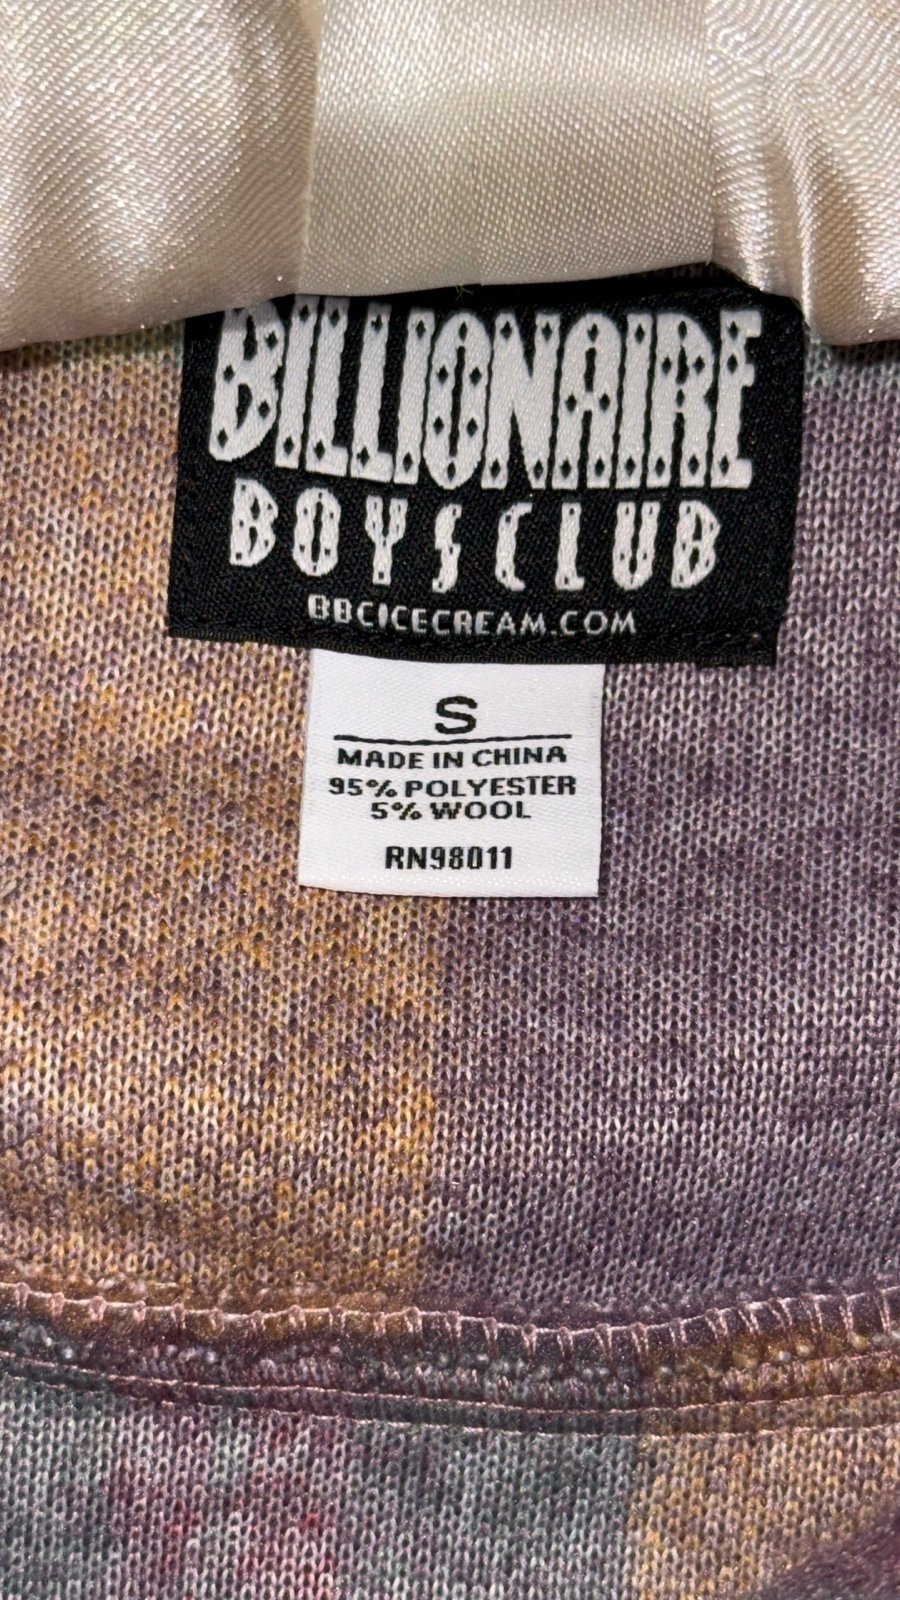 BILLIONAIRE
BOYS CLUB
BBCICECREAM.COM
S
MADE IN CHINA
95% POLYESTER
5% WOOL
RN98011